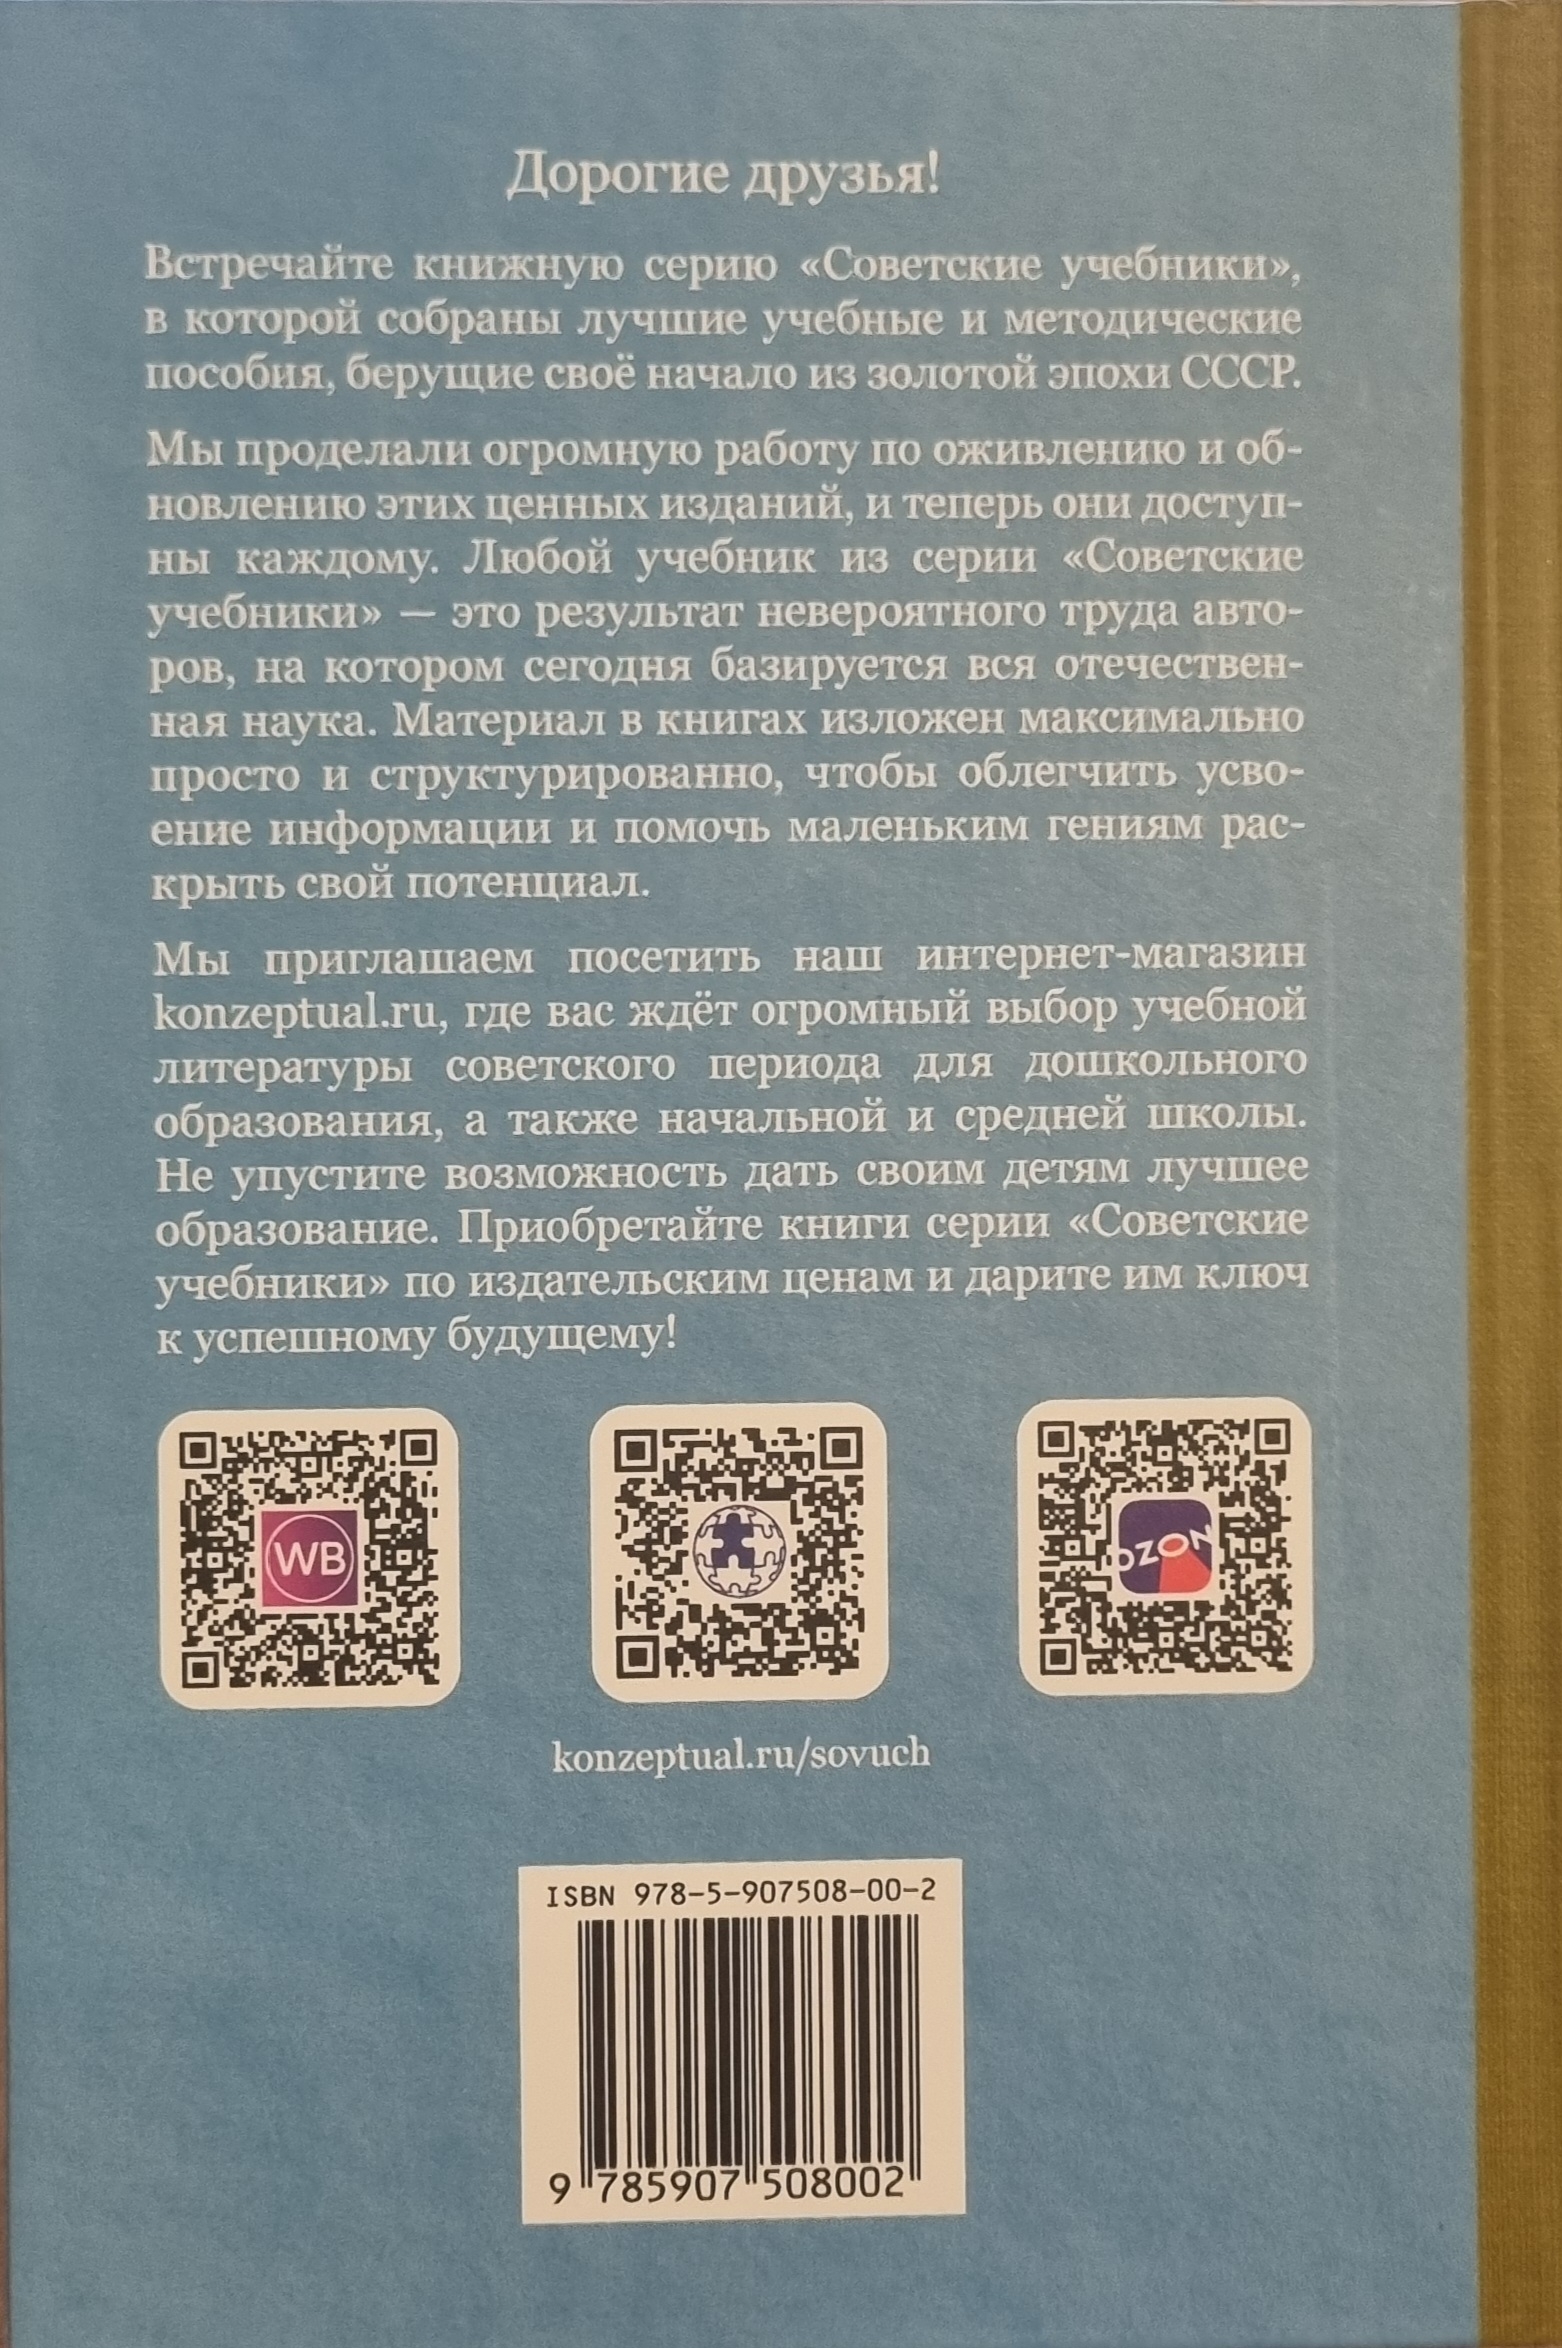 Дорогие друзья!
Встречайте книжную серию «Советские учебники»,
в которой собраны лучшие учебные и методические
пособия, берущие своё начало из золотой эпохи СССР.
Мы проделали огромную работу по оживлению и об-
новлению этих ценных изданий, и теперь они доступ-
ны каждому. Любой учебник из серии «Советские
учебники» — это результат невероятного труда авто-
ров, на котором сегодня базируется вся отечествен-
ная наука. Материал в книгах изложен максимально
просто и структурированно, чтобы облегчить усво-
ение информации и помочь маленьким гениям рас-
крыть свой потенциал.
Мы приглашаем посетить наш интернет-магазин
konzeptual.ru, где вас ждёт огромный выбор учебной
литературы советского периода для дошкольного
образования, а также начальной и средней школы.
Не упустите возможность дать своим детям лучшее
образование. Приобретайте книги серии «Советские
учебники» по издательским ценам и дарите им ключ
к успешному будущему!
WB
OZON
konzeptual.ru/sovuch
ISBN 978-5-907508-00-2
9 785907 508002